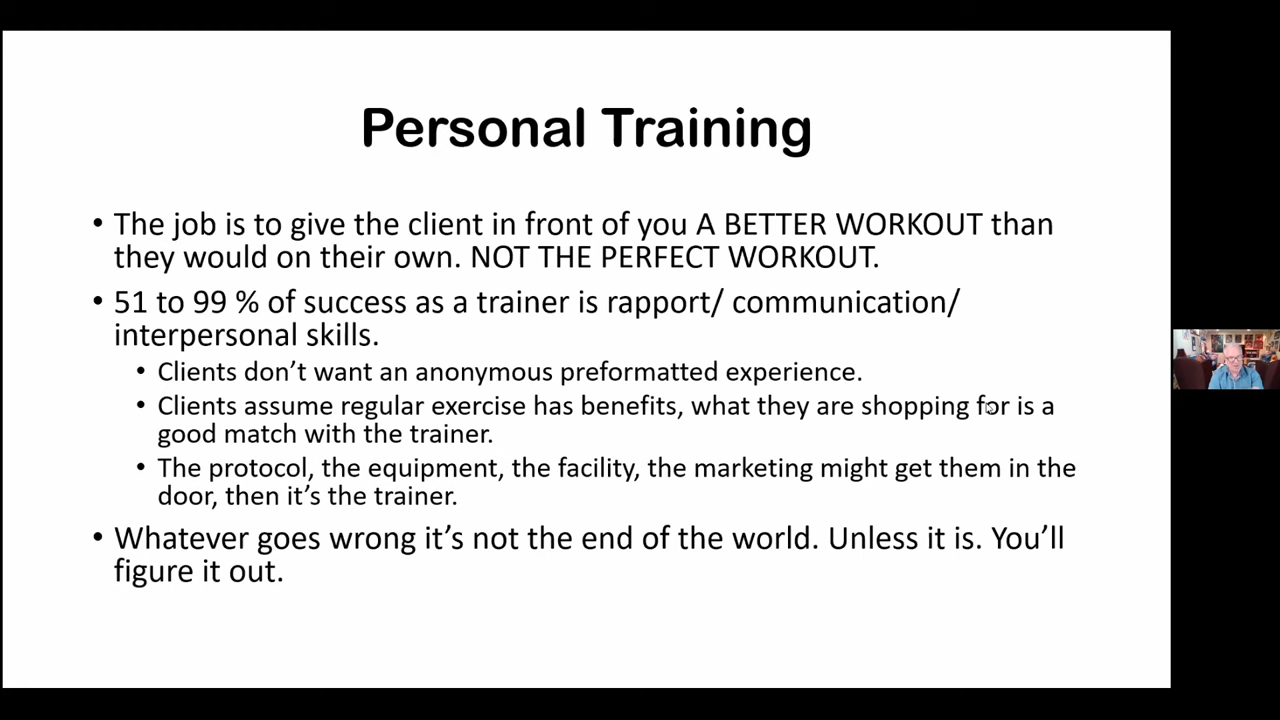 Personal Training
• The job is to give the client in front of you A BETTER WORKOUT than
they would on their own. NOT THE PERFECT WORKOUT.
• 51 to 99 % of success as a trainer is rapport/ communication/
interpersonal skills.
• Clients don’t want an anonymous preformatted experience.
• Clients assume regular exercise has benefits, what they are shopping for is a
good match with the trainer.
• The protocol, the equipment, the facility, the marketing might get them in the
door, then it’s the trainer.
• Whatever goes wrong it’s not the end of the world. Unless it is. You’ll
figure it out.